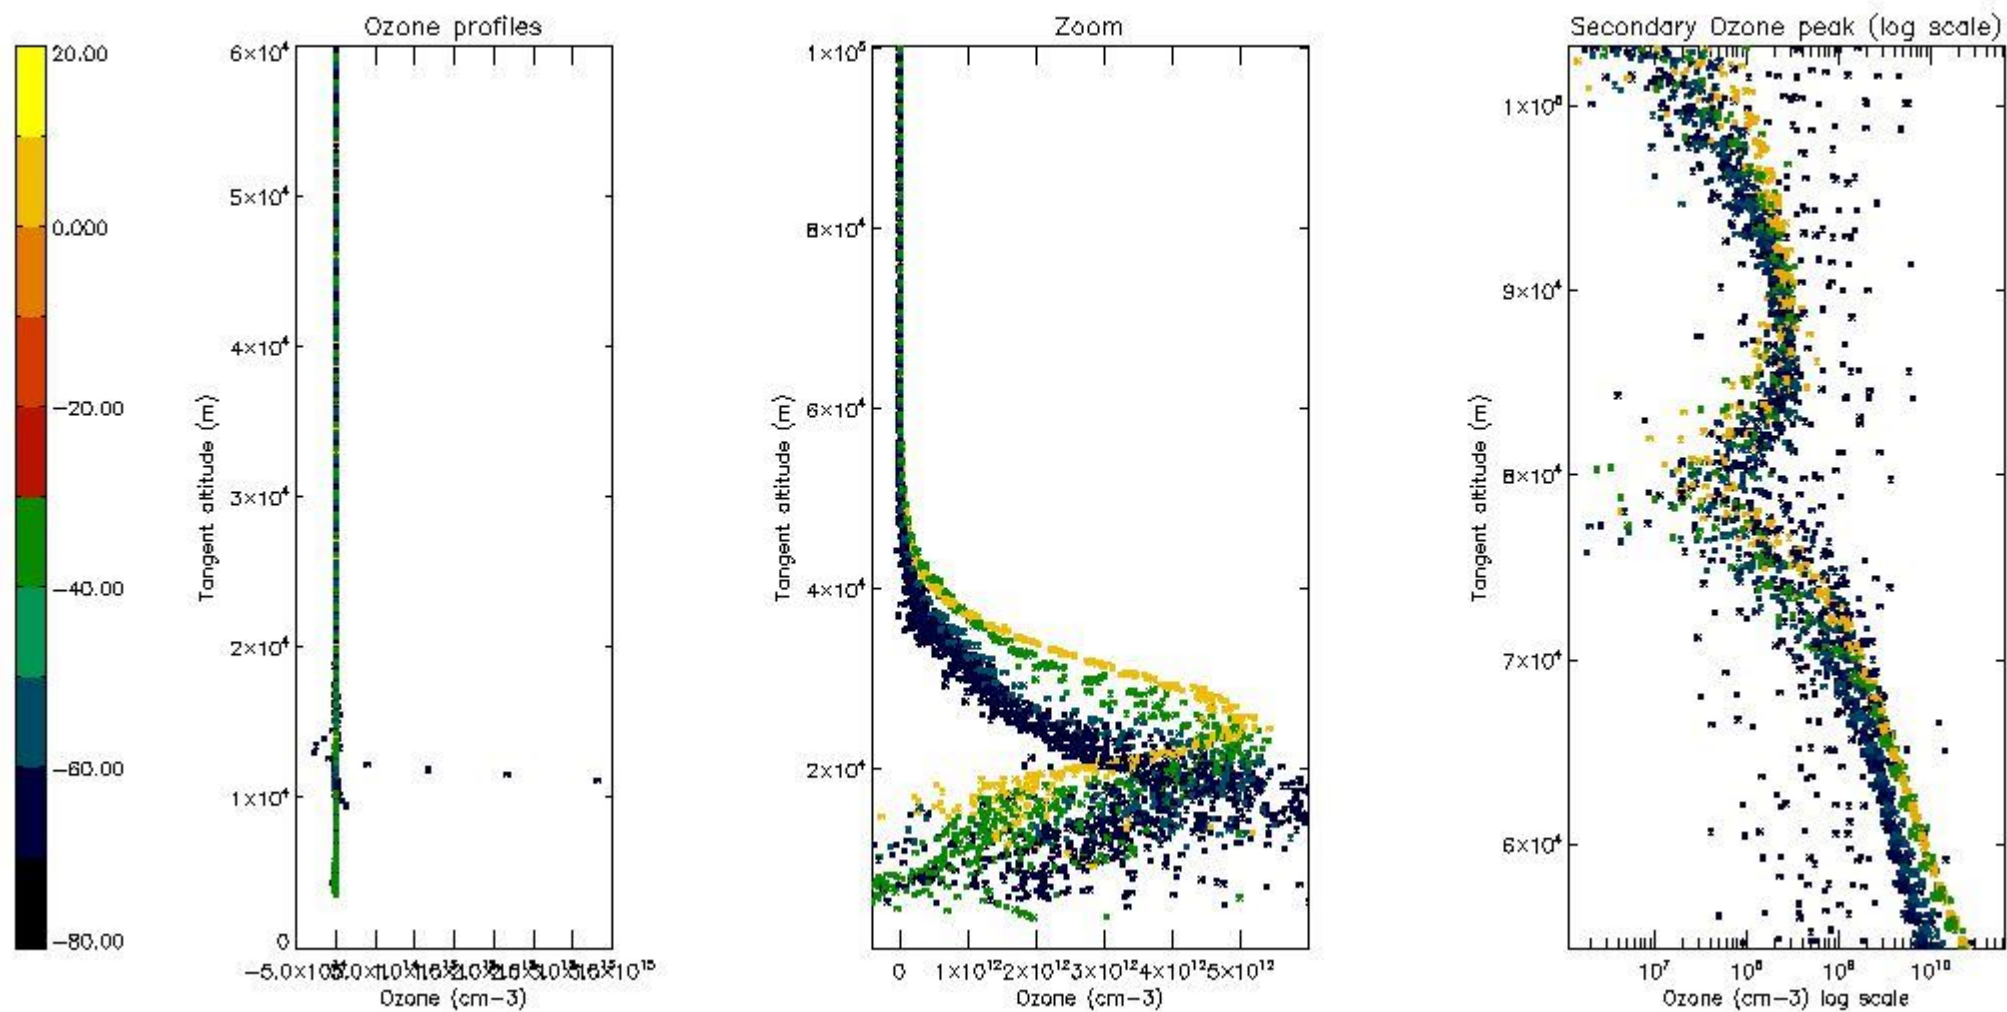 Ozone profiles
Zoom
Secondary Ozone peak (log scale)
20.00
0.000
−20.00
−40.00
−60.00
−80.00
6×10⁴
5×10⁴
4×10⁴
3×10⁴
2×10⁴
1×10⁴
0
Tangent altitude (m)
Ozone (cm−3)
1×10⁵
8×10⁴
6×10⁴
4×10⁴
2×10⁴
Tangent altitude (m)
0 1×10¹² 2×10¹² 3×10¹² 4×10¹² 5×10¹²
Ozone (cm−3)
9×10⁴
8×10⁴
7×10⁴
6×10⁴
Tangent altitude (m)
10⁷ 10⁸ 10⁹ 10¹⁰
Ozone (cm−3) log scale